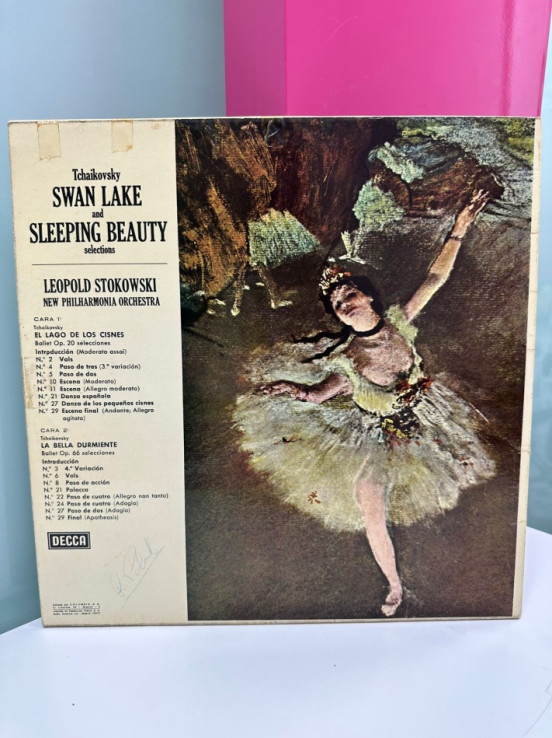 Tchaikovsky
SWAN LAKE
and
SLEEPING BEAUTY
selections
LEOPOLD STOKOWSKI
NEW PHILHARMONIA ORCHESTRA
CARA 1:
Tchaikovsky
EL LAGO DE LOS CISNES
Ballet Op. 20 selecciones
Introducción (Moderato assai)
N.º 2 Vals
N.º 4 Paso de tres (3.ª variación)
N.º 5 Paso de dos
N.º 10 Escena (Moderato)
N.º 11 Escena (Allegro moderato)
N.º 21 Danza española
N.º 27 Danza de los pequeños cisnes
N.º 29 Escena final (Andante; Allegro
agitato)
CARA 2:
Tchaikovsky
LA BELLA DURMIENTE
Ballet Op. 66 selecciones
Introducción
N.º 3 4.ª Variación
N.º 6 Vals
N.º 8 Paso de acción
N.º 21 Polacca
N.º 22 Paso de cuatro (Allegro non tanto)
N.º 24 Paso de cuatro (Adagio)
N.º 27 Paso de dos (Adagio)
N.º 29 Final (Apotheosis)
DECCA